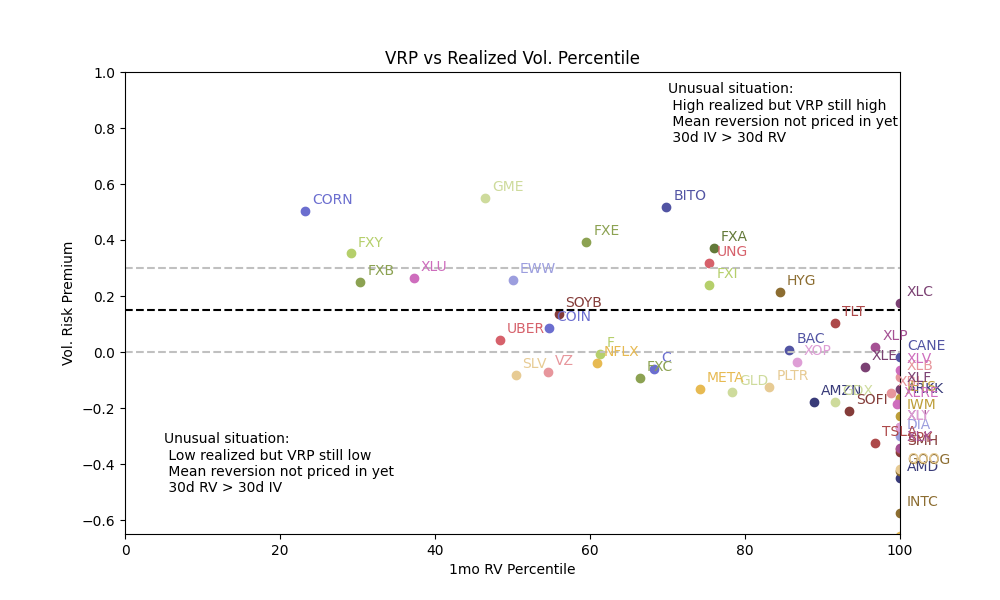 VRP vs Realized Vol. Percentile
1.0
Unusual situation:
High realized but VRP still high
Mean reversion not priced in yet
30d IV > 30d RV
0.8
0.6
GME
BITO
CORN
0.4
FXE
FXA
FXY
UNG
FXB
XLU
EWW
FXI
HYG
0.2
XLC
SOYB
TLT
COIN
UBER
BAC
XLP
CANE
0.0
F
NFLX
C
XOP
XLE
XLV
SLV
VZ
FXC
XLB
META
GLD
PLTR
XLF
AMZN
GDX
ARKK
XLRE
SOFI
IWM
-0.2
XLY
DIA
TSLA
SMH
Unusual situation:
Low realized but VRP still low
Mean reversion not priced in yet
30d RV > 30d IV
GOOG
AMD
-0.4
INTC
-0.6
0
20
40
60
80
100
1mo RV Percentile
Vol. Risk Premium